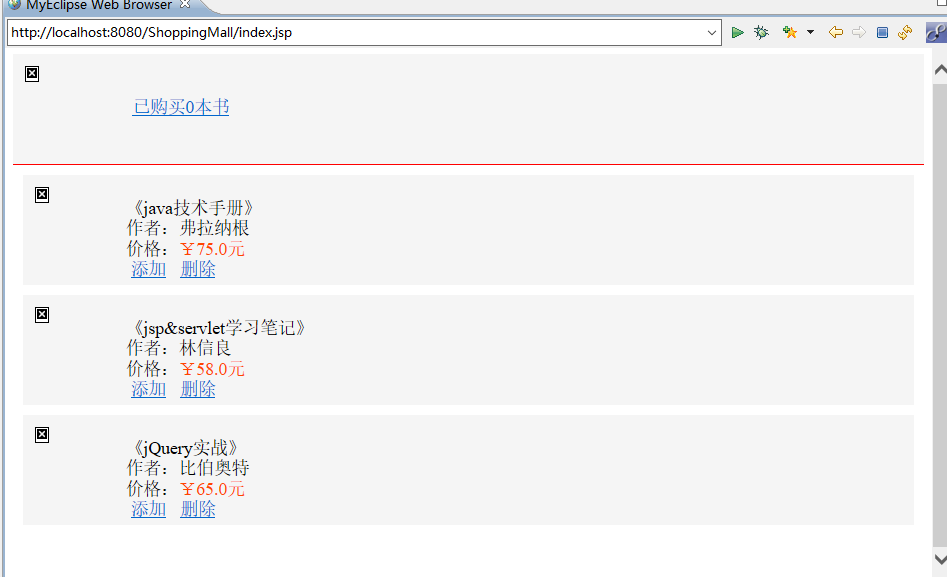 MyEclipse Web Browser
http://localhost:8080/ShoppingMall/index.jsp
已购买0本书
《java技术手册》
作者：弗拉纳根
价格：￥75.0元
添加 删除
《jsp&servlet学习笔记》
作者：林信良
价格：￥58.0元
添加 删除
《jQuery实战》
作者：比伯奥特
价格：￥65.0元
添加 删除